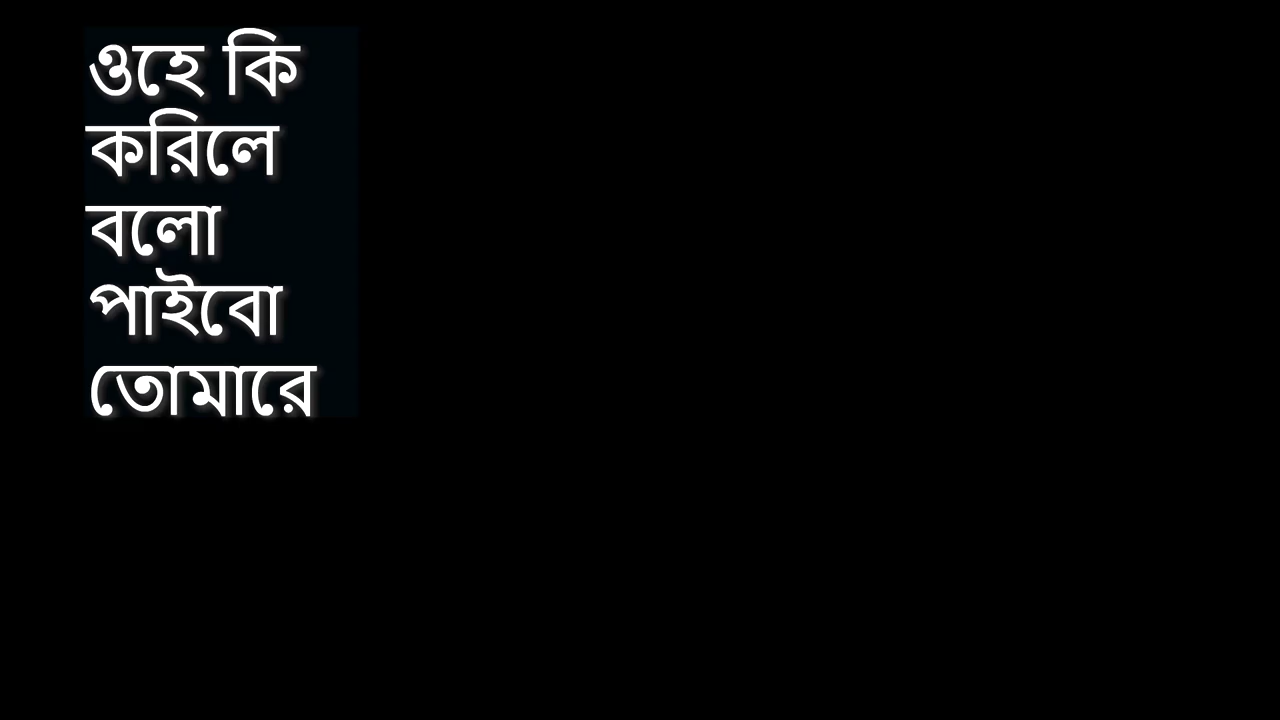 ওহে কি
করিলে
বলো
পাইবো
তোমারে